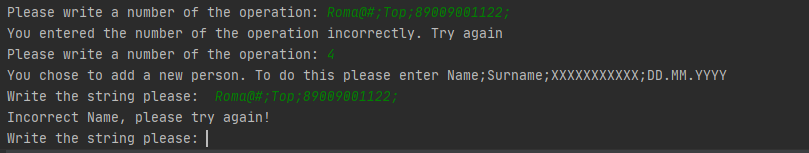 Please write a number of the operation: Roma@#;Top;89009001122;
You entered the number of the operation incorrectly. Try again
Please write a number of the operation: 4
You chose to add a new person. To do this please enter Name;Surname;XXXXXXXXXXX;DD.MM.YYYY
Write the string please:  Roma@#;Top;89009001122;
Incorrect Name, please try again!
Write the string please: